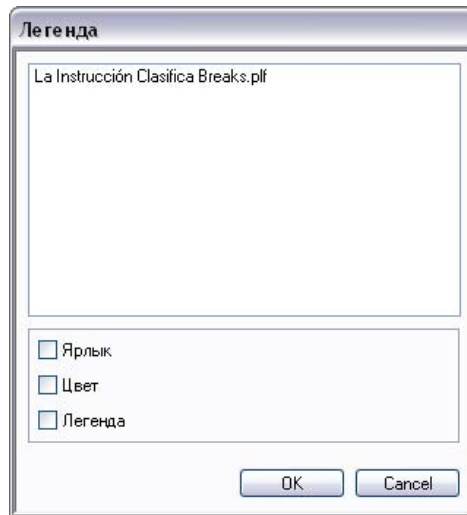 Легенда
La Instrucción Clasifica Breaks.plf
Ярлык
Цвет
Легенда
OK
Cancel